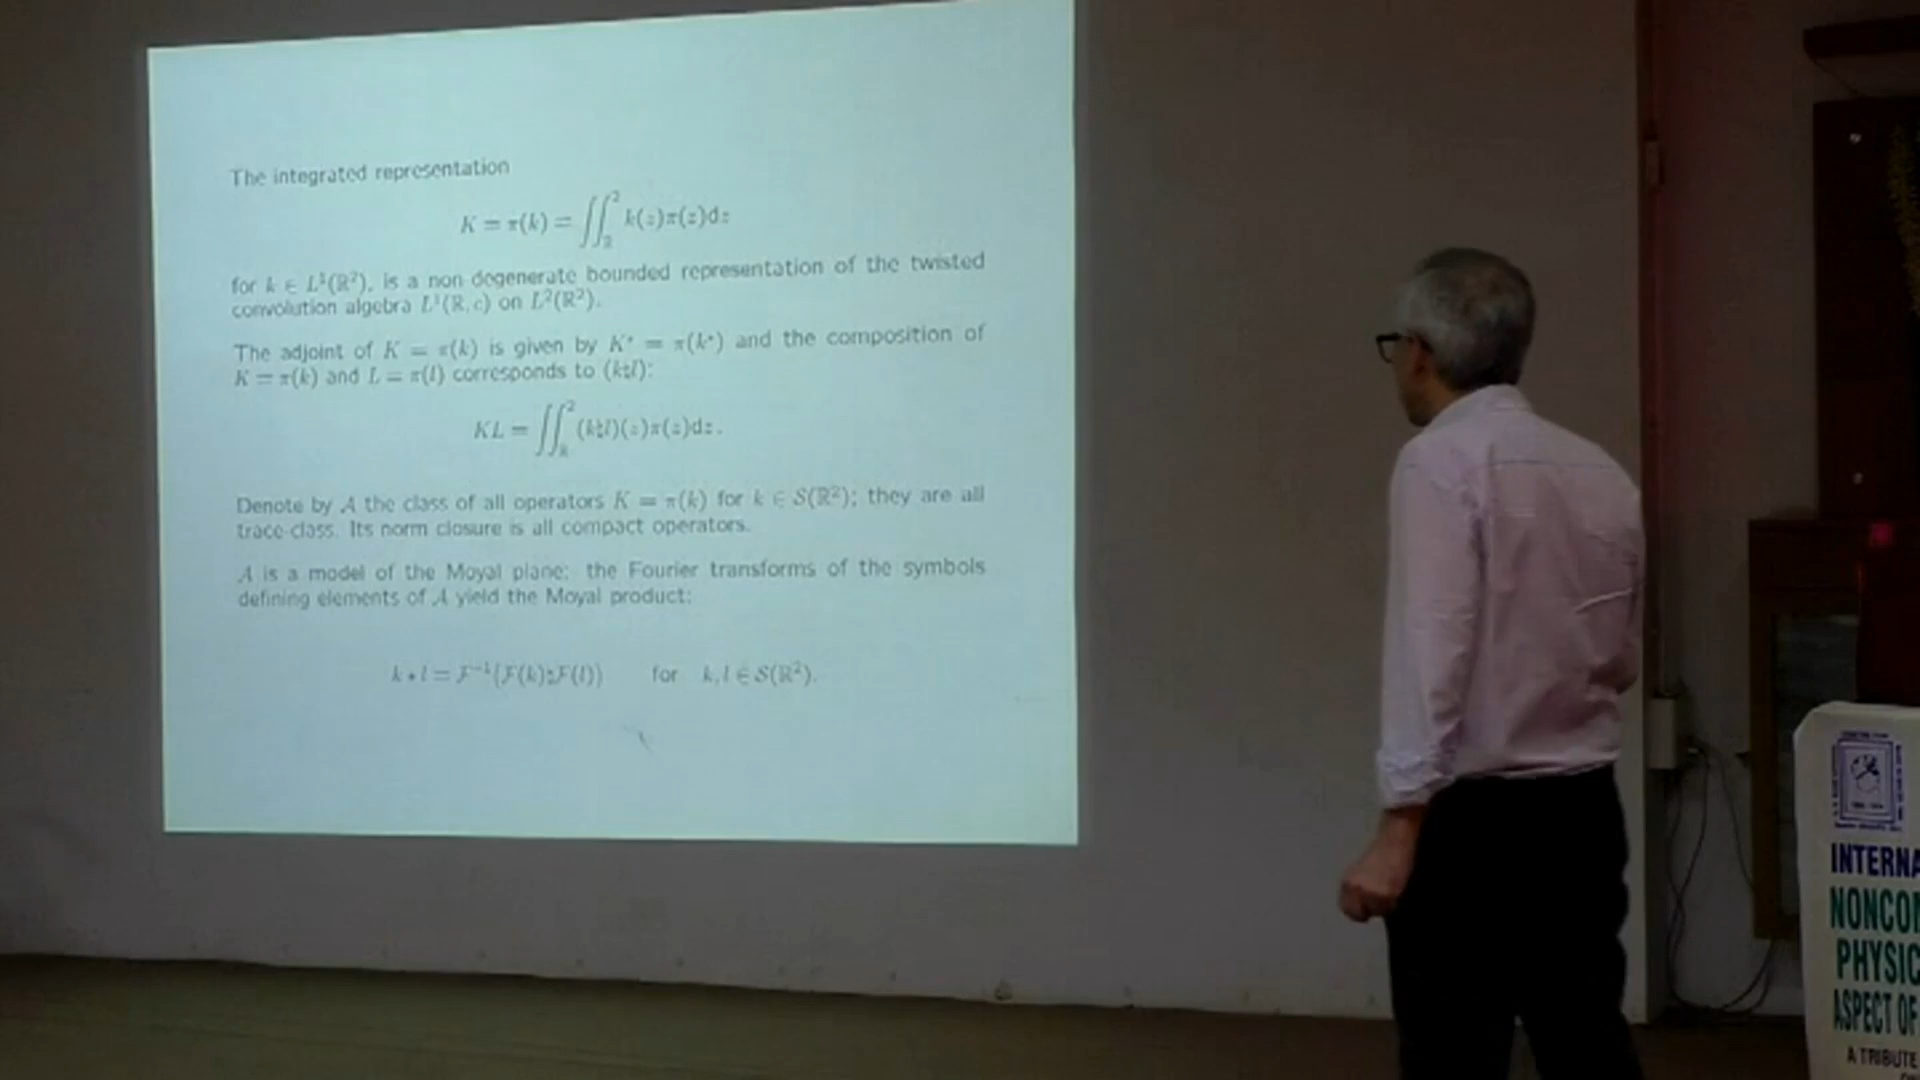 The integrated representation
K = π(k) = ∬_ℝ^2 k(z)π(z)dz
for k ∈ L¹(ℝ²), is a non-degenerate bounded representation of the twisted
convolution algebra L¹(ℝ, c) on L²(ℝ²).
The adjoint of K = π(k) is given by K* = π(k*) and the composition of
K = π(k) and L = π(l) corresponds to (k♮l):
KL = ∬_ℝ^2 (k♮l)(z)π(z)dz.
Denote by A the class of all operators K = π(k) for k ∈ S(ℝ²); they are all
trace-class. Its norm closure is all compact operators.
A is a model of the Moyal plane: the Fourier transforms of the symbols
defining elements of A yield the Moyal product:
k ⋆ l = F⁻¹(F(k)♮F(l)) for k, l ∈ S(ℝ²).
INTERNA
NONCOM
PHYSIC
ASPECT OF
A TRIBUTE